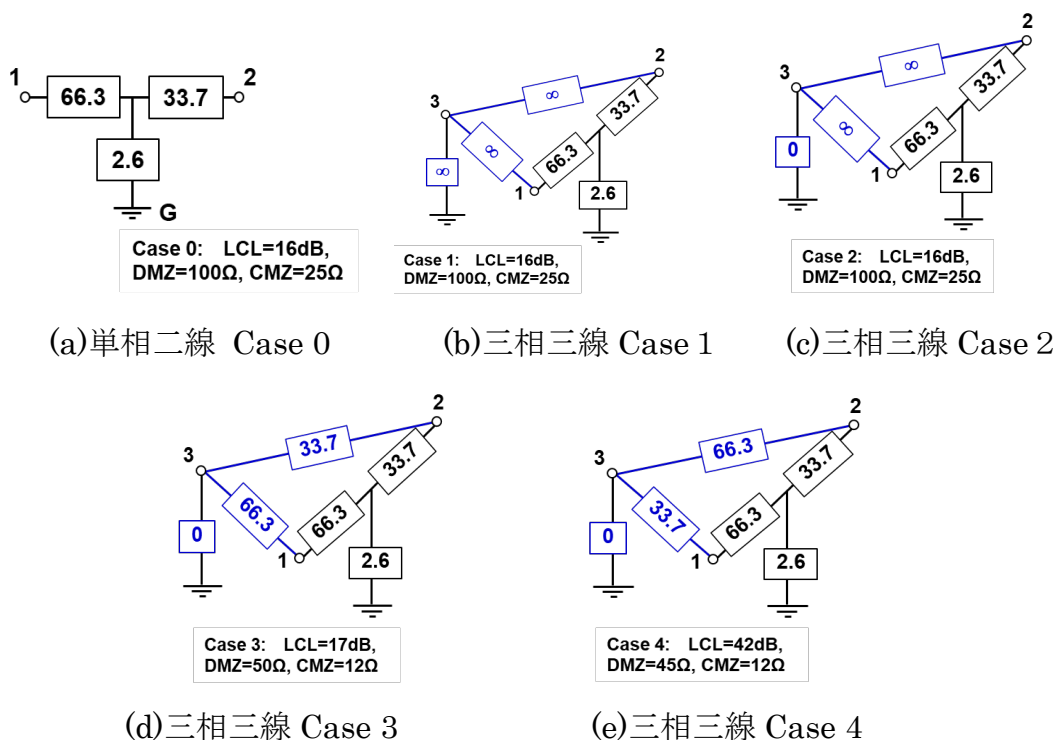 1
66.3
33.7
2
2.6
G
Case 0: LCL=16dB,
DMZ=100Ω, CMZ=25Ω
(a)単相二線 Case 0
2
3
∞
33.7
∞
66.3
∞
1
2.6
Case 1: LCL=16dB,
DMZ=100Ω, CMZ=25Ω
(b)三相三線 Case 1
2
3
∞
33.7
∞
66.3
0
1
2.6
Case 2: LCL=16dB,
DMZ=100Ω, CMZ=25Ω
(c)三相三線 Case 2
2
3
33.7
33.7
66.3
66.3
0
1
2.6
Case 3: LCL=17dB,
DMZ=50Ω, CMZ=12Ω
(d)三相三線 Case 3
2
3
66.3
33.7
33.7
66.3
0
1
2.6
Case 4: LCL=42dB,
DMZ=45Ω, CMZ=12Ω
(e)三相三線 Case 4